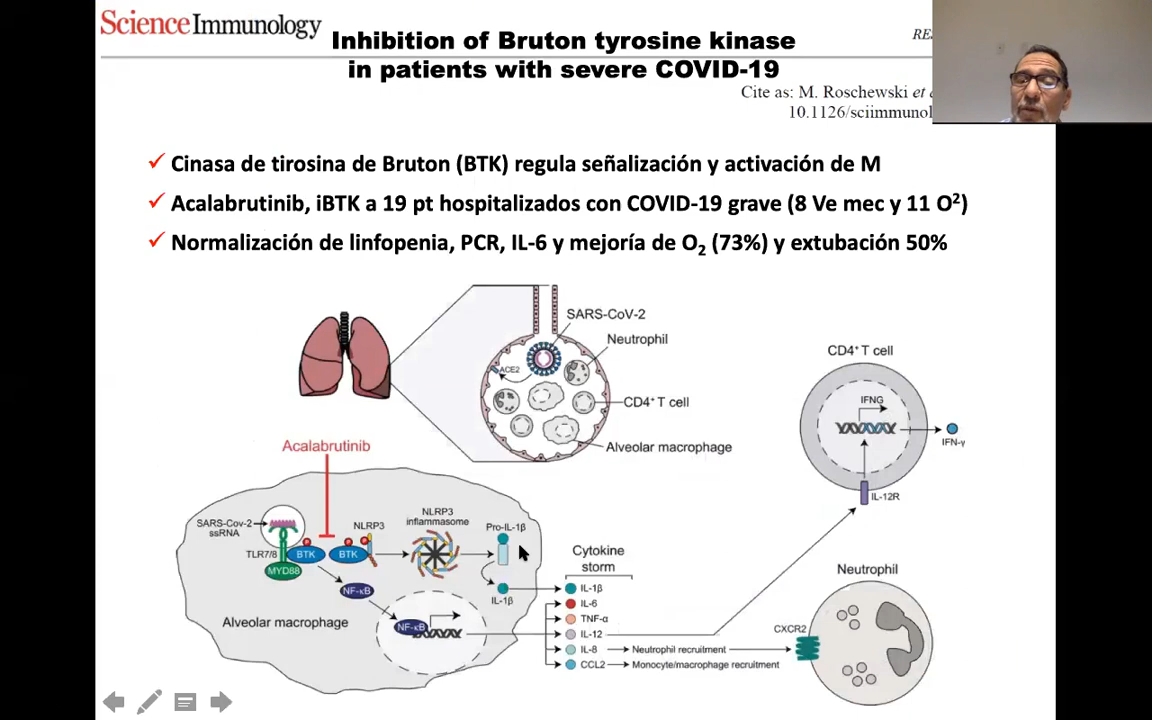 Science Immunology
Inhibition of Bruton tyrosine kinase
in patients with severe COVID-19
Cite as: M. Roschewski et
10.1126/sciimmunol
✓ Cinasa de tirosina de Bruton (BTK) regula señalización y activación de M
✓ Acalabrutinib, iBTK a 19 pt hospitalizados con COVID-19 grave (8 Ve mec y 11 O²)
✓ Normalización de linfopenia, PCR, IL-6 y mejoría de O₂ (73%) y extubación 50%
SARS-CoV-2
Neutrophil
ACE2
CD4⁺ T cell
Alveolar macrophage
CD4⁺ T cell
IFNG
IFN-γ
IL-12R
Acalabrutinib
SARS-Cov-2
ssRNA
TLR7/8
MYD88
BTK
BTK
NLRP3
NLRP3
inflammasome
Pro-IL-1β
IL-1β
NF-κB
NF-κB
Alveolar macrophage
Cytokine
storm
IL-1β
IL-6
TNF-α
IL-12
IL-8
Neutrophil recruitment
CCL2
Monocyte/macrophage recruitment
Neutrophil
CXCR2